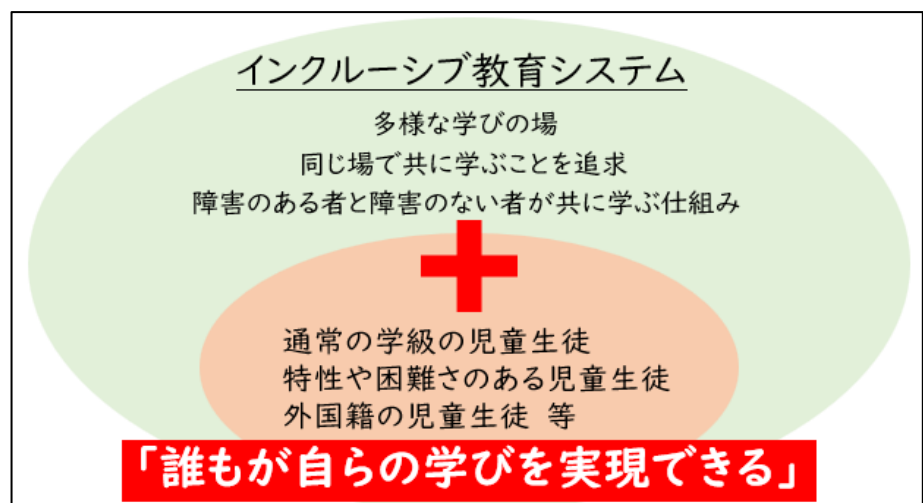 インクルーシブ教育システム
多様な学びの場
同じ場で共に学ぶことを追求
障害のある者と障害のない者が共に学ぶ仕組み
通常の学級の児童生徒
特性や困難さのある児童生徒
外国籍の児童生徒 等
「誰もが自らの学びを実現できる」